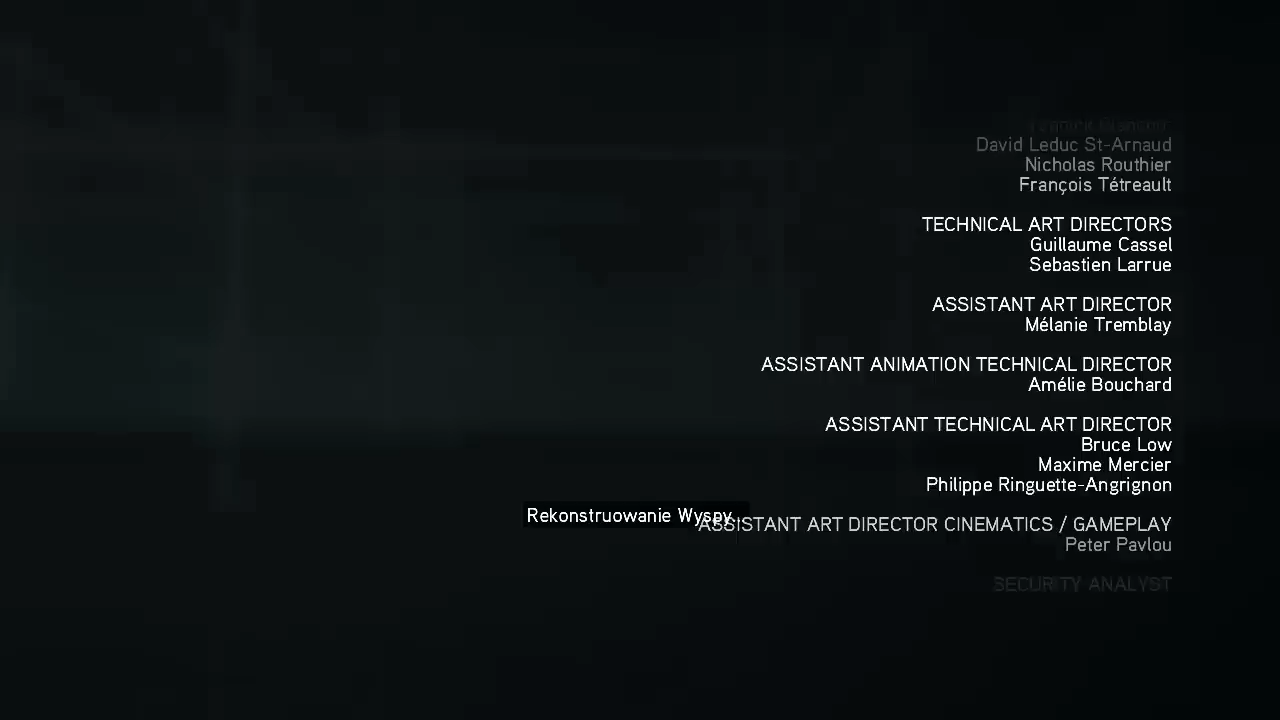 David Leduc St-Arnaud
Nicholas Routhier
François Tétreault
TECHNICAL ART DIRECTORS
Guillaume Cassel
Sebastien Larrue
ASSISTANT ART DIRECTOR
Mélanie Tremblay
ASSISTANT ANIMATION TECHNICAL DIRECTOR
Amélie Bouchard
ASSISTANT TECHNICAL ART DIRECTOR
Bruce Low
Maxime Mercier
Philippe Ringuette-Angrignon
Rekonstruowanie Wyspy...
ASSISTANT ART DIRECTOR CINEMATICS / GAMEPLAY
Peter Pavlou
SECURITY ANALYST